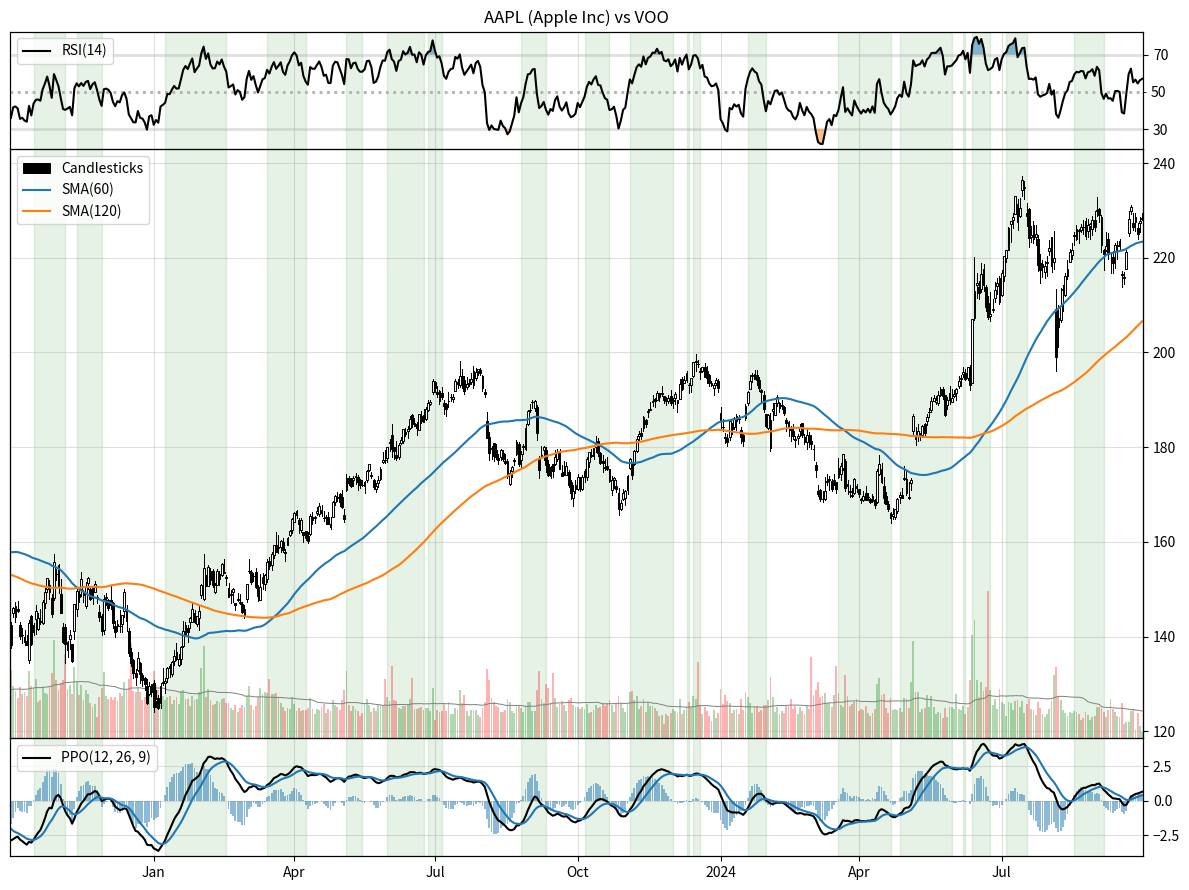 AAPL (Apple Inc) vs VOO
RSI(14)
70
50
30
Candlesticks
SMA(60)
SMA(120)
240
220
200
180
160
140
120
PPO(12, 26, 9)
2.5
0.0
−2.5
Jan Apr Jul Oct 2024 Apr Jul